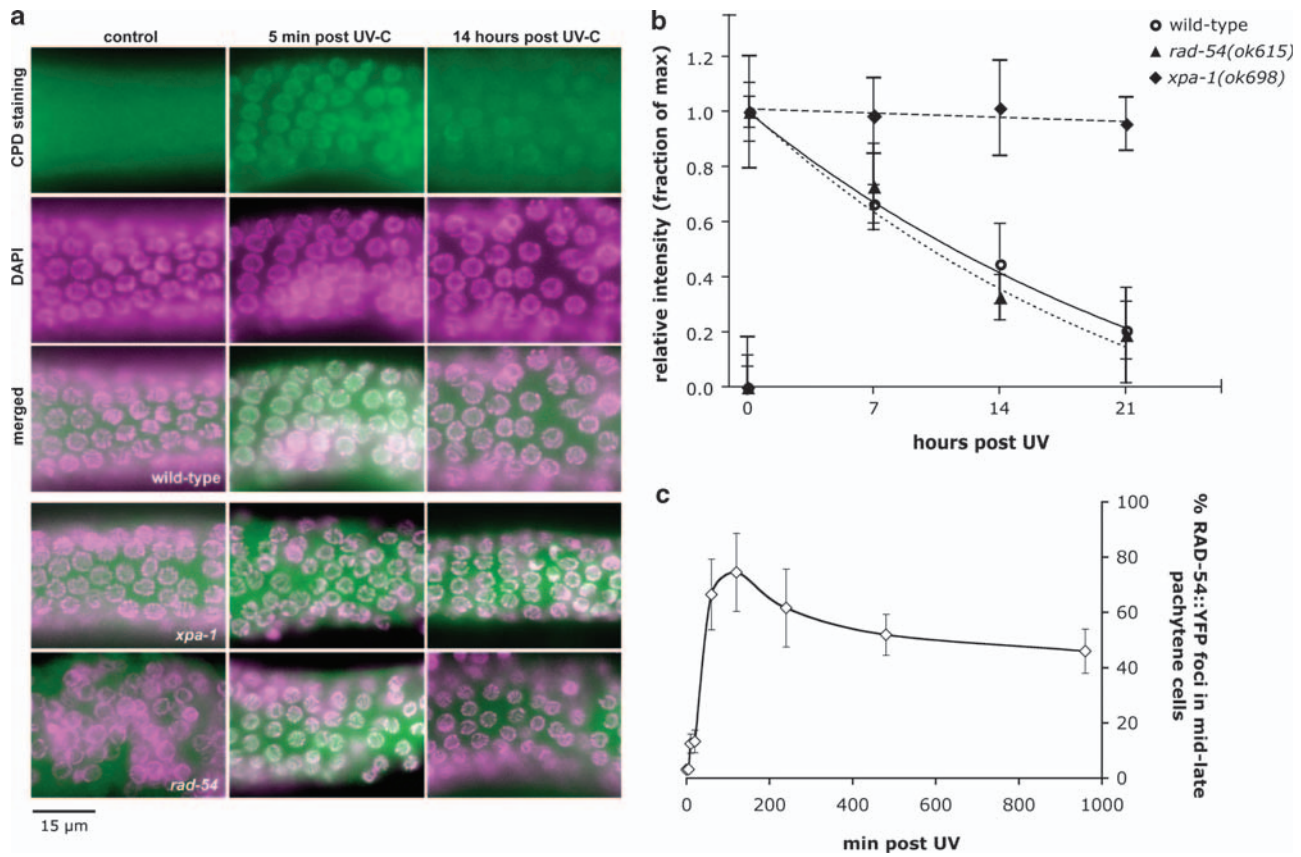 a
control
5 min post UV-C
14 hours post UV-C
CPD staining
DAPI
merged
wild-type
xpa-1
rad-54
15 µm
b
wild-type
rad-54(ok615)
xpa-1(ok698)
relative intensity (fraction of max)
1.2
1.0
0.8
0.6
0.4
0.2
0.0
0
7
14
21
hours post UV
c
% RAD-54::YFP foci in mid-late
pachytene cells
100
80
60
40
20
0
0
200
400
600
800
1000
min post UV